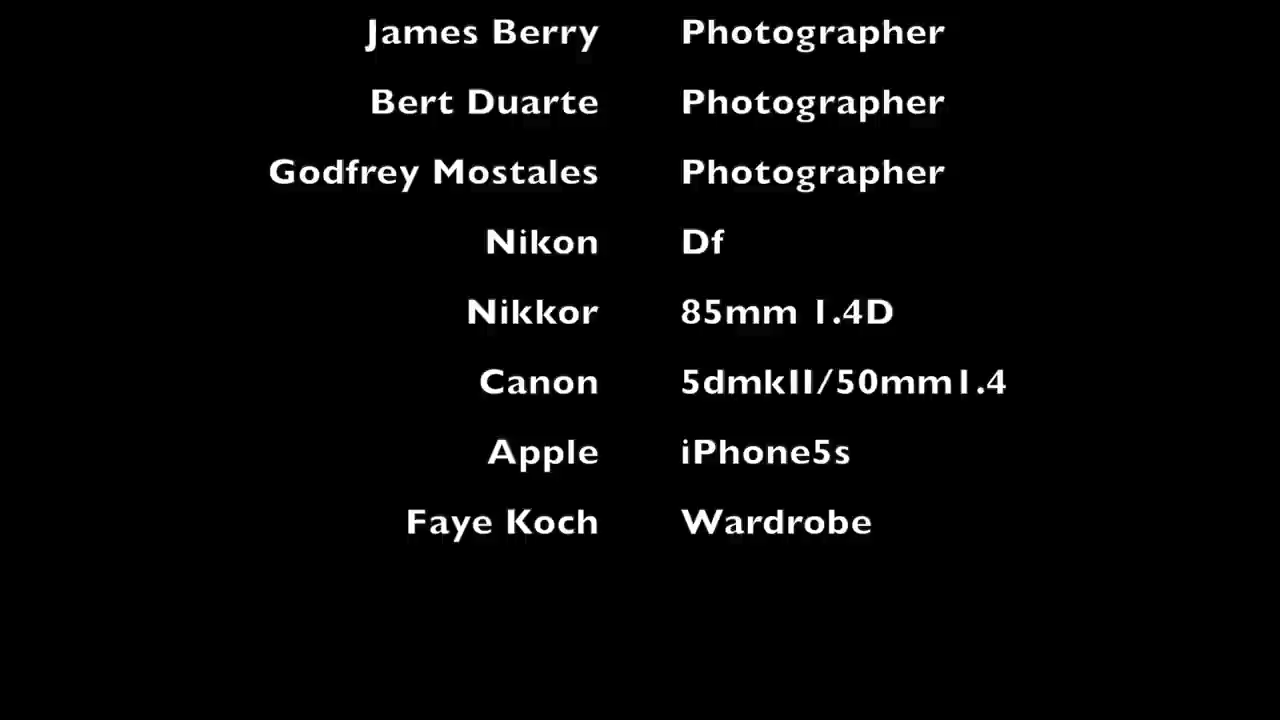 James Berry Photographer
Bert Duarte Photographer
Godfrey Mostales Photographer
Nikon Df
Nikkor 85mm 1.4D
Canon 5dmkII/50mm1.4
Apple iPhone5s
Faye Koch Wardrobe